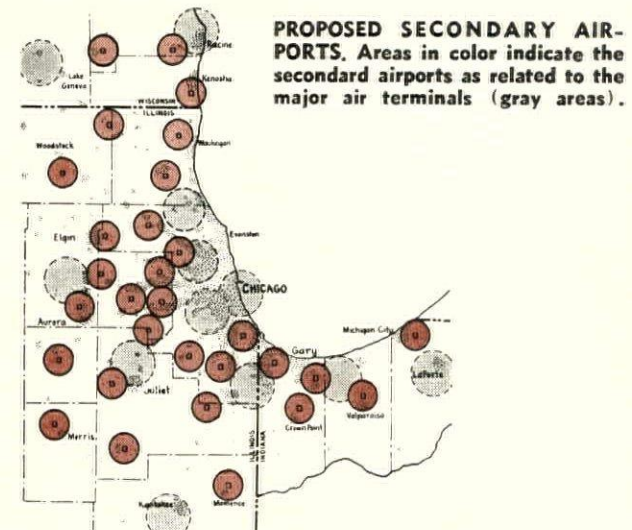 PROPOSED SECONDARY AIR-
PORTS. Areas in color indicate the
secondard airports as related to the
major air terminals (gray areas).
Racine
Lake
Geneva
Kenosha
WISCONSIN
ILLINOIS
Woodstock
Waukegan
Elgin
Evanston
CHICAGO
Aurora
Michigan City
Gary
LaPorte
Joliet
Valparaiso
Crown Point
Morris
ILLINOIS
INDIANA
Momence
Kankakee